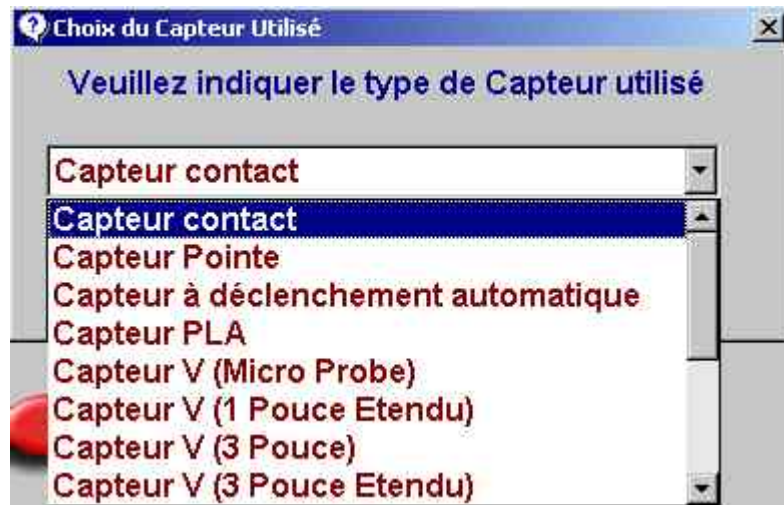 Choix du Capteur Utilisé
Veuillez indiquer le type de Capteur utilisé
Capteur contact
Capteur contact
Capteur Pointe
Capteur à déclenchement automatique
Capteur PLA
Capteur V (Micro Probe)
Capteur V (1 Pouce Etendu)
Capteur V (3 Pouce)
Capteur V (3 Pouce Etendu)